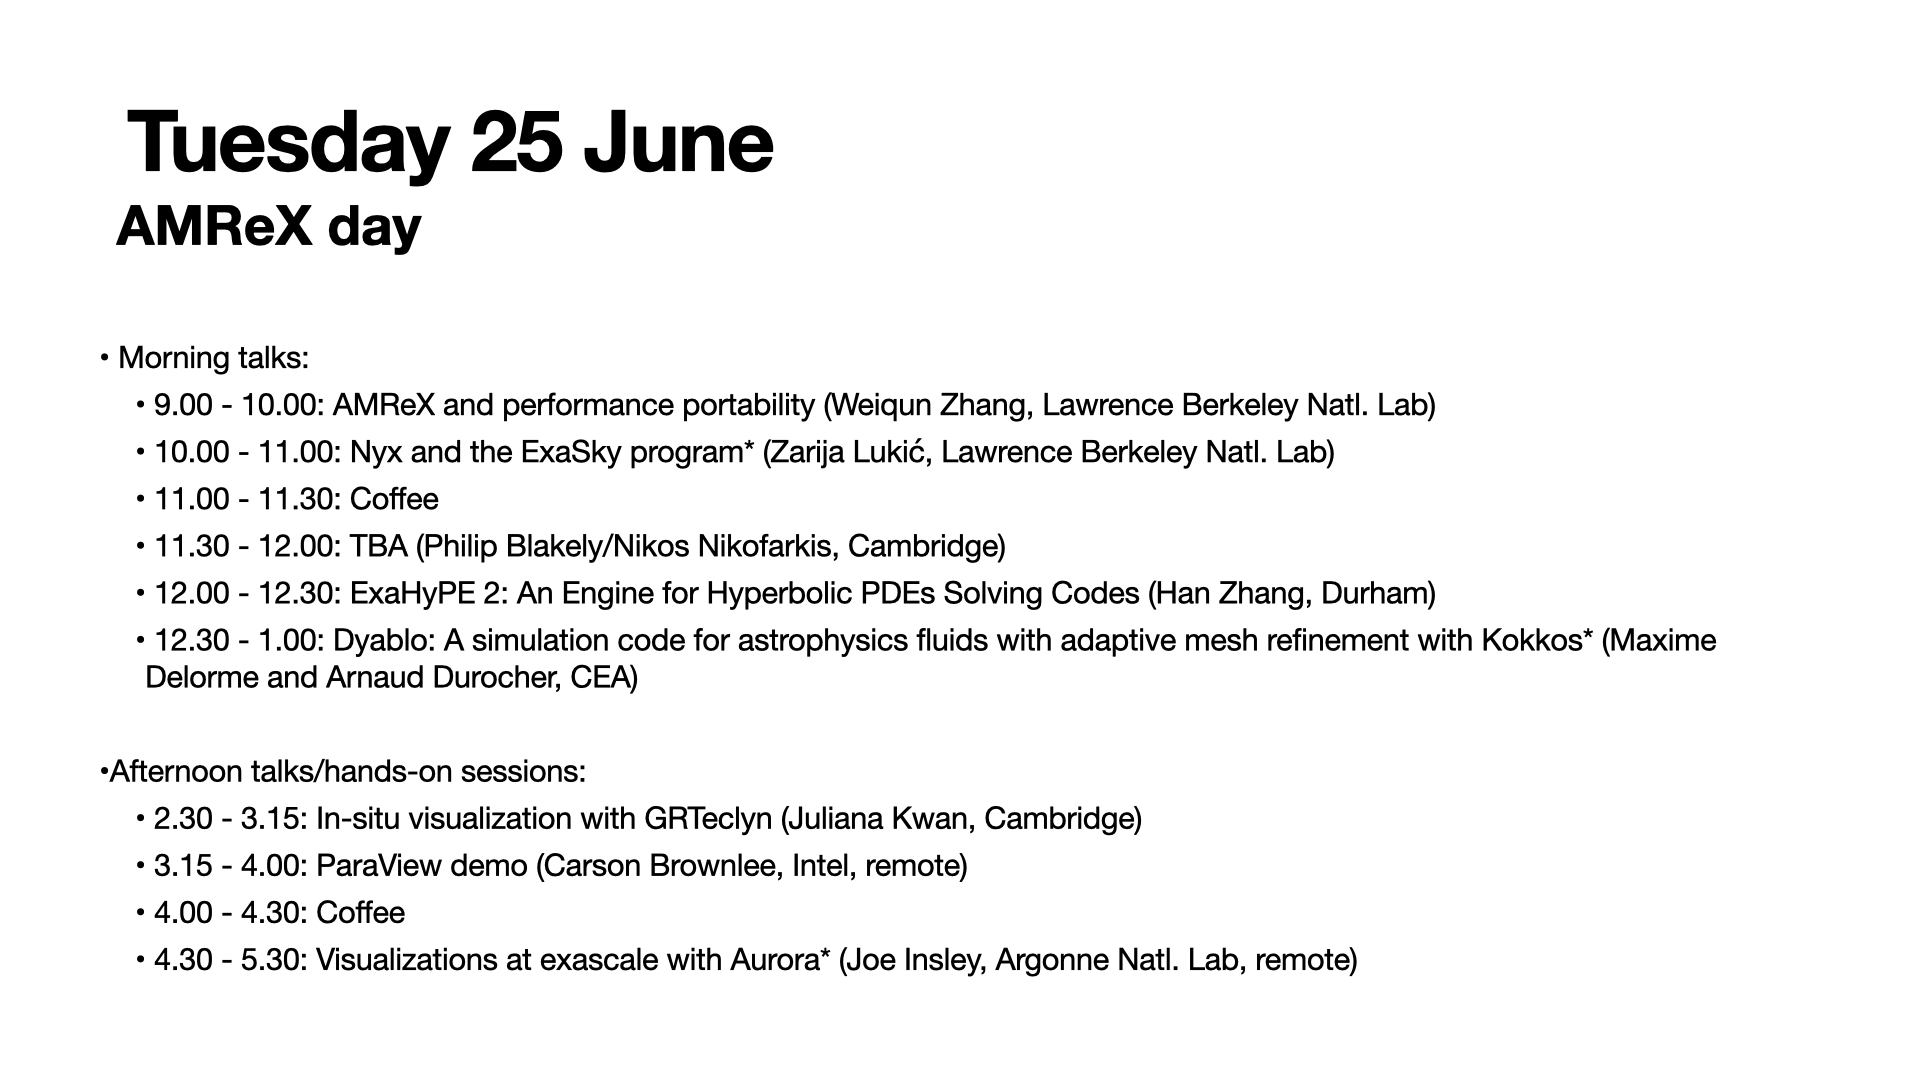 Tuesday 25 June
AMReX day
• Morning talks:
• 9.00 - 10.00: AMReX and performance portability (Weiqun Zhang, Lawrence Berkeley Natl. Lab)
• 10.00 - 11.00: Nyx and the ExaSky program* (Zarija Lukić, Lawrence Berkeley Natl. Lab)
• 11.00 - 11.30: Coffee
• 11.30 - 12.00: TBA (Philip Blakely/Nikos Nikofarkis, Cambridge)
• 12.00 - 12.30: ExaHyPE 2: An Engine for Hyperbolic PDEs Solving Codes (Han Zhang, Durham)
• 12.30 - 1.00: Dyablo: A simulation code for astrophysics fluids with adaptive mesh refinement with Kokkos* (Maxime
Delorme and Arnaud Durocher, CEA)
•Afternoon talks/hands-on sessions:
• 2.30 - 3.15: In-situ visualization with GRTeclyn (Juliana Kwan, Cambridge)
• 3.15 - 4.00: ParaView demo (Carson Brownlee, Intel, remote)
• 4.00 - 4.30: Coffee
• 4.30 - 5.30: Visualizations at exascale with Aurora* (Joe Insley, Argonne Natl. Lab, remote)